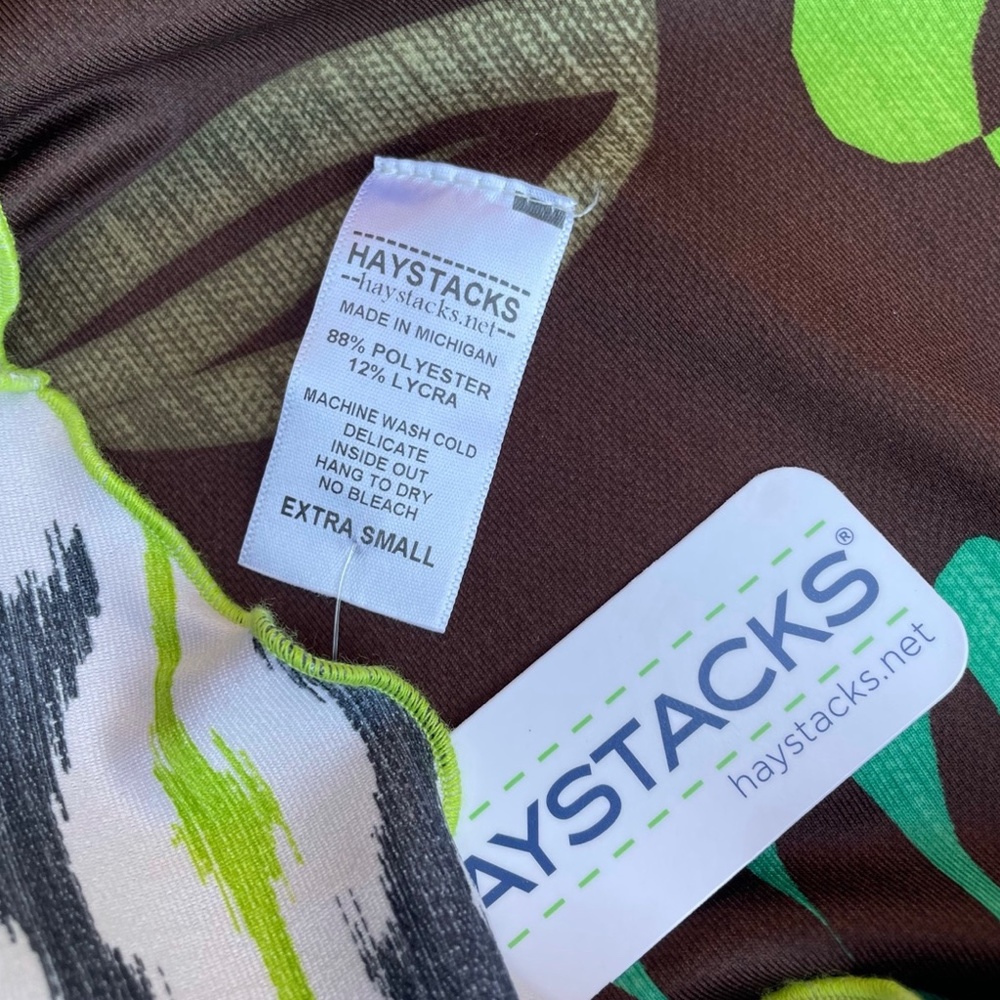 HAYSTACKS
--haystacks.net--
MADE IN MICHIGAN
88% POLYESTER
12% LYCRA
MACHINE WASH COLD
DELICATE
INSIDE OUT
HANG TO DRY
NO BLEACH
EXTRA SMALL
AYSTACKS®
haystacks.net